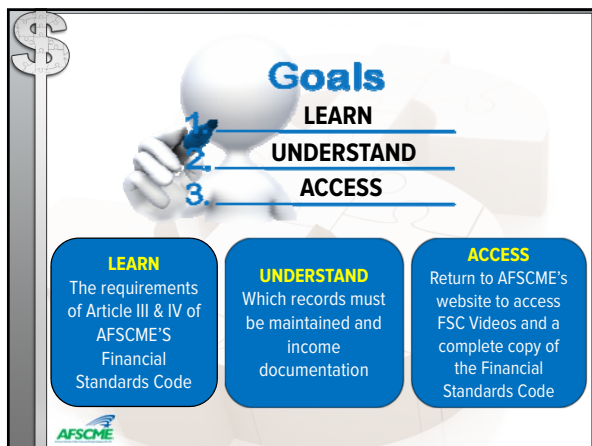 $
Goals
1. LEARN
2. UNDERSTAND
3. ACCESS
LEARN
The requirements
of Article III & IV of
AFSCME'S
Financial
Standards Code
UNDERSTAND
Which records must
be maintained and
income
documentation
ACCESS
Return to AFSCME's
website to access
FSC Videos and a
complete copy of
the Financial
Standards Code
AFSCME